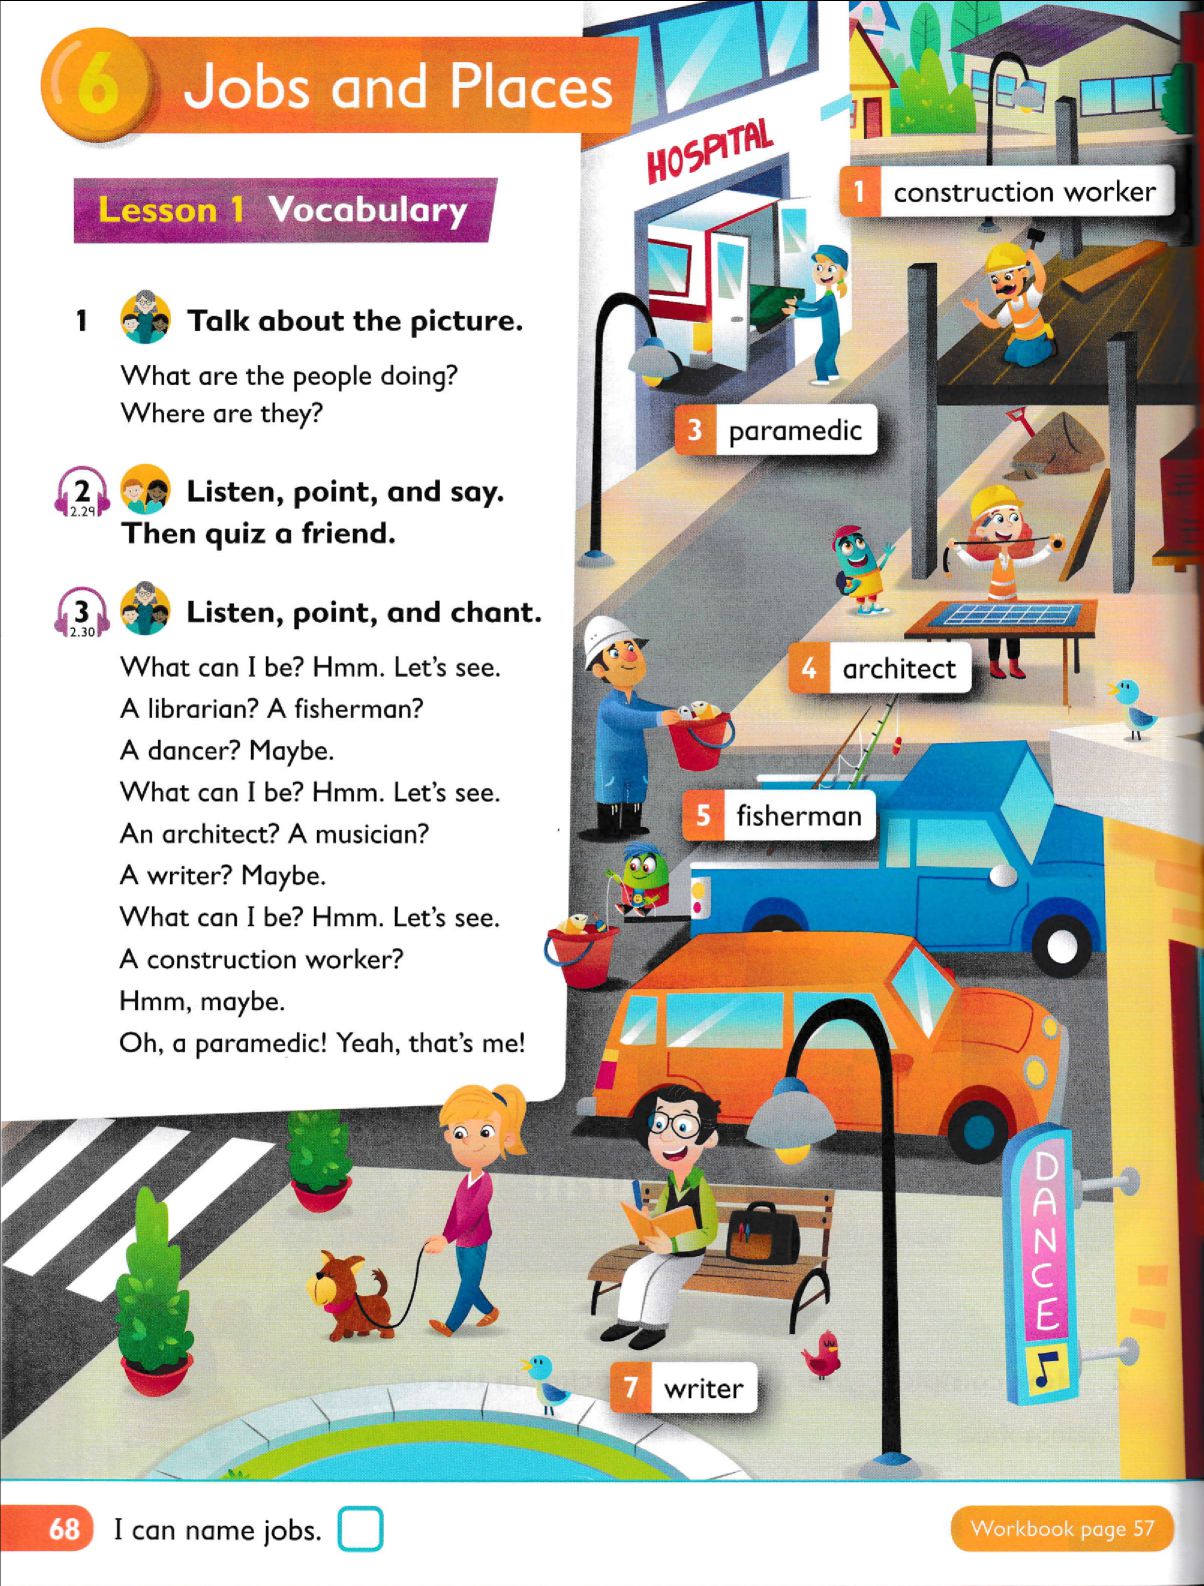 6 Jobs and Places
Lesson 1 Vocabulary
1 Talk about the picture.
What are the people doing?
Where are they?
2 Listen, point, and say.
2.29
Then quiz a friend.
3 Listen, point, and chant.
2.30
What can I be? Hmm. Let's see.
A librarian? A fisherman?
A dancer? Maybe.
What can I be? Hmm. Let's see.
An architect? A musician?
A writer? Maybe.
What can I be? Hmm. Let's see.
A construction worker?
Hmm, maybe.
Oh, a paramedic! Yeah, that's me!
HOSPITAL
1 construction worker
3 paramedic
4 architect
5 fisherman
DANCE
7 writer
68 I can name jobs.
Workbook page 57